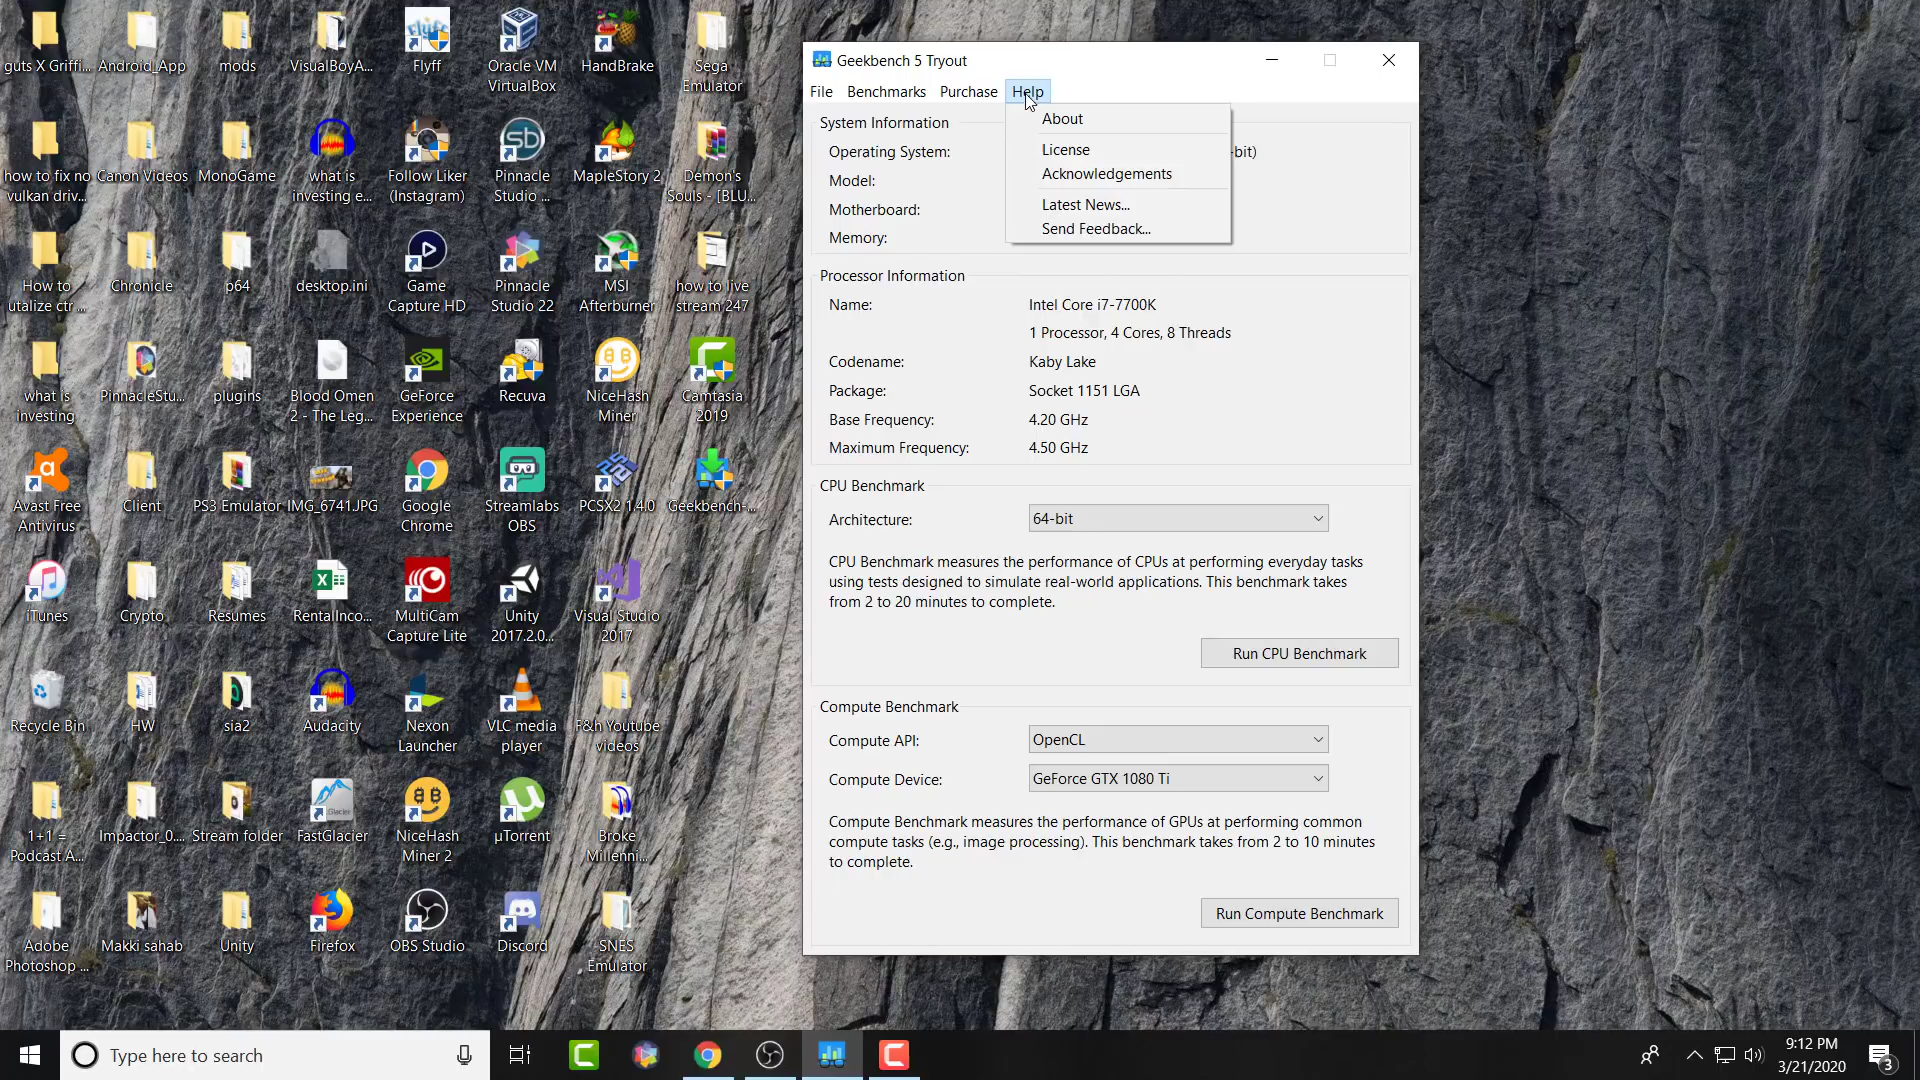 guts X Griffi...
Android_App
mods
VisualBoyA...
Flyff
Oracle VM
VirtualBox
HandBrake
Sega
Emulator
how to fix no
vulkan driv...
Canon Videos
MonoGame
what is
investing e...
Follow Liker
(Instagram)
Pinnacle
Studio ...
MapleStory 2
Demon's
Souls - [BLU...
How to
utalize ctr ...
Chronicle
p64
desktop.ini
Game
Capture HD
Pinnacle
Studio 22
MSI
Afterburner
how to live
stream 247
what is
investing
PinnacleStu...
plugins
Blood Omen
2 - The Leg...
GeForce
Experience
Recuva
NiceHash
Miner
Camtasia
2019
Avast Free
Antivirus
Client
PS3 Emulator
IMG_6741.JPG
Google
Chrome
Streamlabs
OBS
PCSX2 1.4.0
Geekbench-...
iTunes
Crypto
Resumes
RentalInco...
MultiCam
Capture Lite
Unity
2017.2.0...
Visual Studio
2017
Recycle Bin
HW
sia2
Audacity
Nexon
Launcher
VLC media
player
F&h Youtube
videos
1+1 =
Podcast A...
Impactor_0....
Stream folder
FastGlacier
NiceHash
Miner 2
µTorrent
Broke
Millenni...
Adobe
Photoshop ...
Makki sahab
Unity
Firefox
OBS Studio
Discord
SNES
Emulator
Geekbench 5 Tryout
File Benchmarks Purchase Help
About
License
Acknowledgements
Latest News...
Send Feedback...
System Information
Operating System: -bit)
Model:
Motherboard:
Memory:
Processor Information
Name: Intel Core i7-7700K
1 Processor, 4 Cores, 8 Threads
Codename: Kaby Lake
Package: Socket 1151 LGA
Base Frequency: 4.20 GHz
Maximum Frequency: 4.50 GHz
CPU Benchmark
Architecture: 64-bit
CPU Benchmark measures the performance of CPUs at performing everyday tasks
using tests designed to simulate real-world applications. This benchmark takes
from 2 to 20 minutes to complete.
Run CPU Benchmark
Compute Benchmark
Compute API: OpenCL
Compute Device: GeForce GTX 1080 Ti
Compute Benchmark measures the performance of GPUs at performing common
compute tasks (e.g., image processing). This benchmark takes from 2 to 10 minutes
to complete.
Run Compute Benchmark
Type here to search
9:12 PM
3/21/2020
3